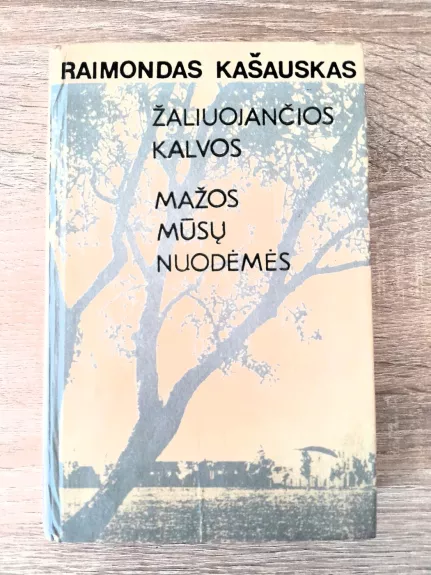 RAIMONDAS KAŠAUSKAS
ŽALIUOJANČIOS
KALVOS
MAŽOS
MŪSŲ
NUODĖMĖS